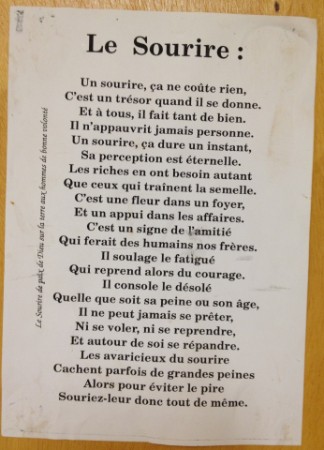 Le Sourire :
Un sourire, ça ne coûte rien,
C'est un trésor quand il se donne.
Et à tous, il fait tant de bien.
Il n'appauvrit jamais personne.
Un sourire, ça dure un instant,
Sa perception est éternelle.
Les riches en ont besoin autant
Que ceux qui traînent la semelle.
C'est une fleur dans un foyer,
Et un appui dans les affaires.
C'est un signe de l'amitié
Qui ferait des humains nos frères.
Il soulage le fatigué
Qui reprend alors du courage.
Il console le désolé
Quelle que soit sa peine ou son âge,
Il ne peut jamais se prêter,
Ni se voler, ni se reprendre,
Et autour de soi se répandre.
Les avaricieux du sourire
Cachent parfois de grandes peines
Alors pour éviter le pire
Souriez-leur donc tout de même.
Le Sourire de paix de Dieu sur la terre aux hommes de bonne volonté